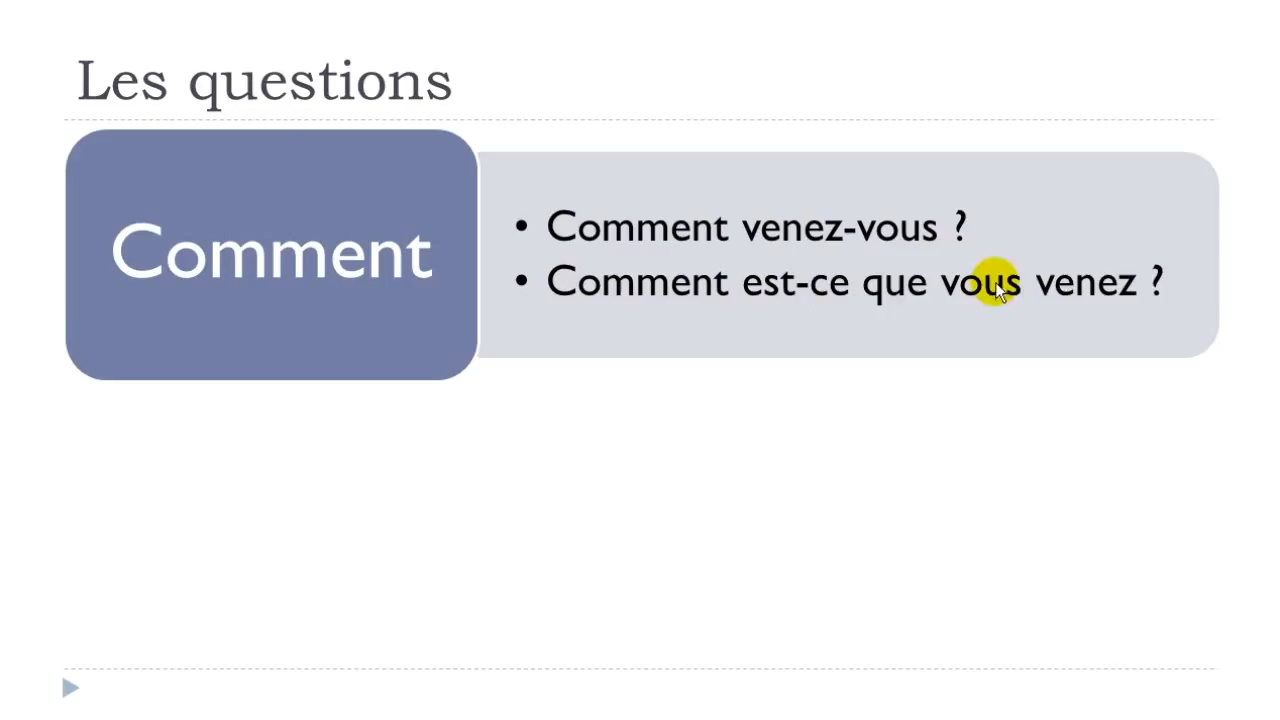 Les questions
Comment
• Comment venez-vous ?
• Comment est-ce que vous venez ?